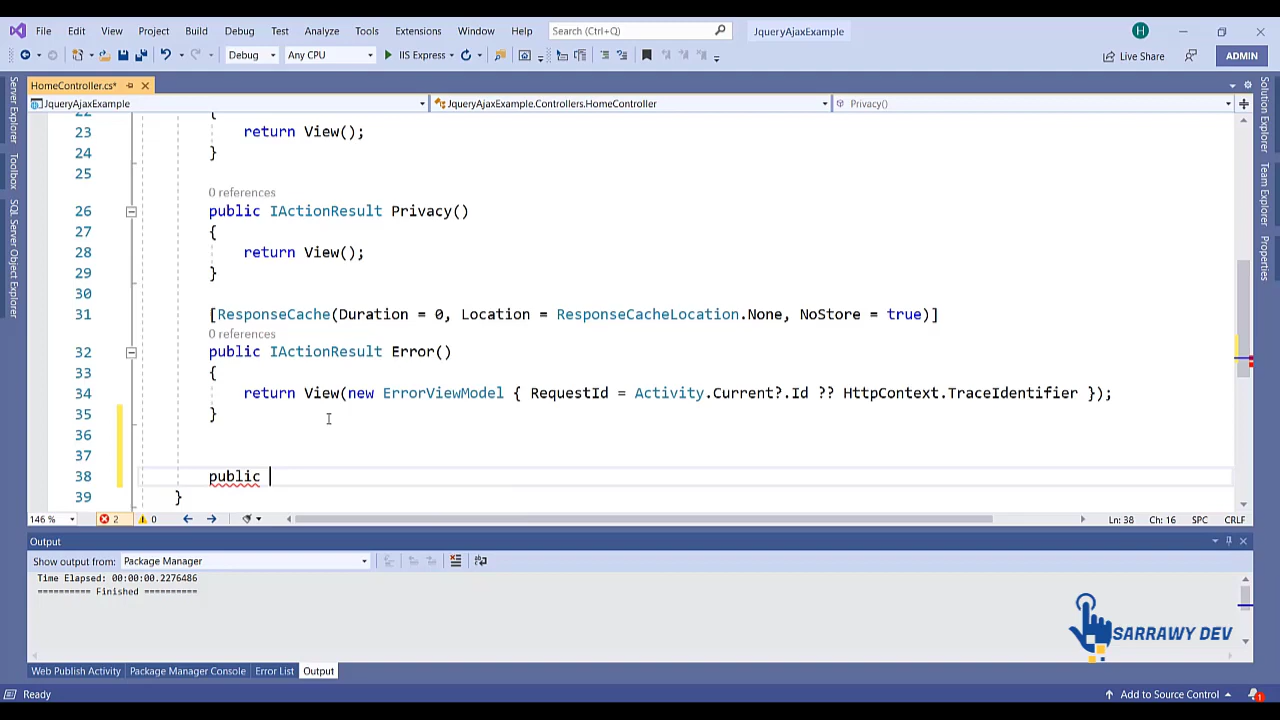 File Edit View Project Build Debug Test Analyze Tools Extensions Window Help Search (Ctrl+Q) JqueryAjaxExample H
Debug Any CPU IIS Express Live Share ADMIN
HomeController.cs*
JqueryAjaxExample JqueryAjaxExample.Controllers.HomeController Privacy()
Server Explorer
Toolbox
SQL Server Object Explorer
Solution Explorer
Team Explorer
Properties
22 {
23 return View();
24 }
25
0 references
26 public IActionResult Privacy()
27 {
28 return View();
29 }
30
31 [ResponseCache(Duration = 0, Location = ResponseCacheLocation.None, NoStore = true)]
0 references
32 public IActionResult Error()
33 {
34 return View(new ErrorViewModel { RequestId = Activity.Current?.Id ?? HttpContext.TraceIdentifier });
35 }
36
37
38 public
39 }
146 % 2 0 Ln: 38 Ch: 16 SPC CRLF
Output
Show output from: Package Manager
Time Elapsed: 00:00:00.2276486
========== Finished ==========
SARRAWY DEV
Web Publish Activity Package Manager Console Error List Output
Ready Add to Source Control 1